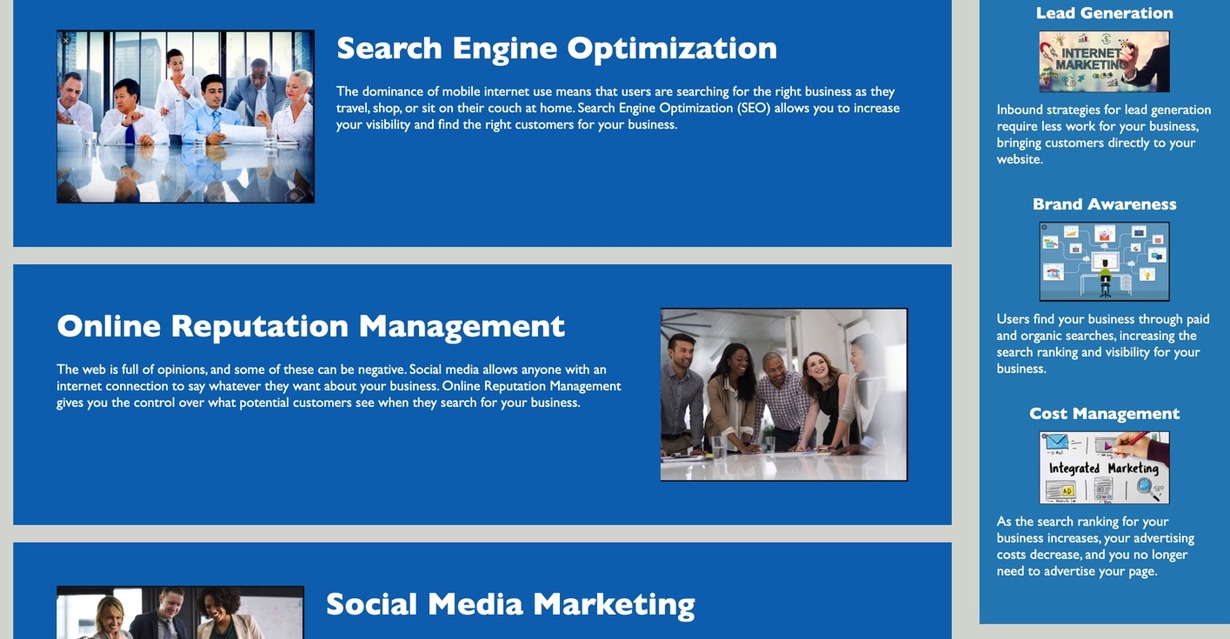 Search Engine Optimization
The dominance of mobile internet use means that users are searching for the right business as they
travel, shop, or sit on their couch at home. Search Engine Optimization (SEO) allows you to increase
your visibility and find the right customers for your business.
Online Reputation Management
The web is full of opinions, and some of these can be negative. Social media allows anyone with an
internet connection to say whatever they want about your business. Online Reputation Management
gives you the control over what potential customers see when they search for your business.
Social Media Marketing
Lead Generation
INTERNET
MARKETING
Inbound strategies for lead generation
require less work for your business,
bringing customers directly to your
website.
Brand Awareness
Users find your business through paid
and organic searches, increasing the
search ranking and visibility for your
business.
Cost Management
Integrated Marketing
AD
SEO
As the search ranking for your
business increases, your advertising
costs decrease, and you no longer
need to advertise your page.